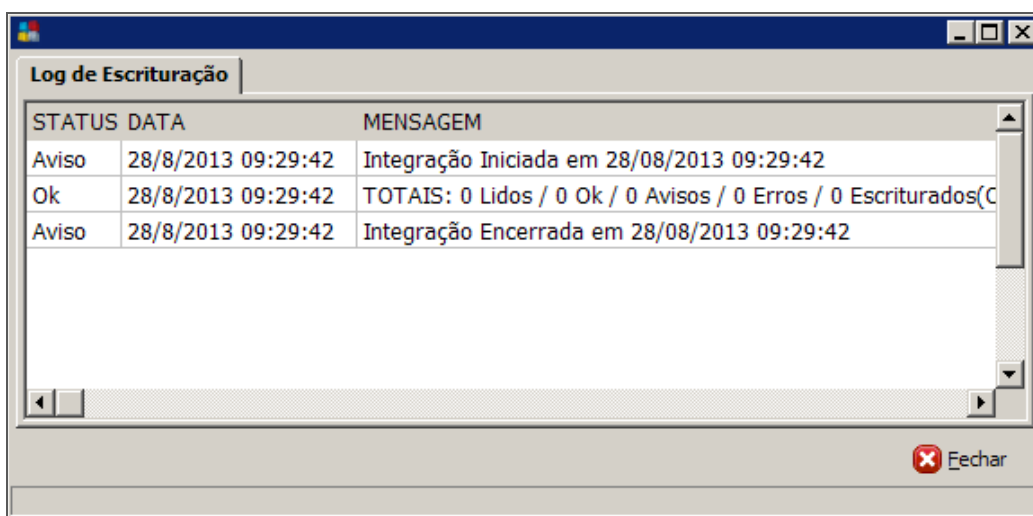 Log de Escrituração
STATUS DATA MENSAGEM
Aviso 28/8/2013 09:29:42 Integração Iniciada em 28/08/2013 09:29:42
Ok 28/8/2013 09:29:42 TOTAIS: 0 Lidos / 0 Ok / 0 Avisos / 0 Erros / 0 Escriturados(
Aviso 28/8/2013 09:29:42 Integração Encerrada em 28/08/2013 09:29:42
Fechar